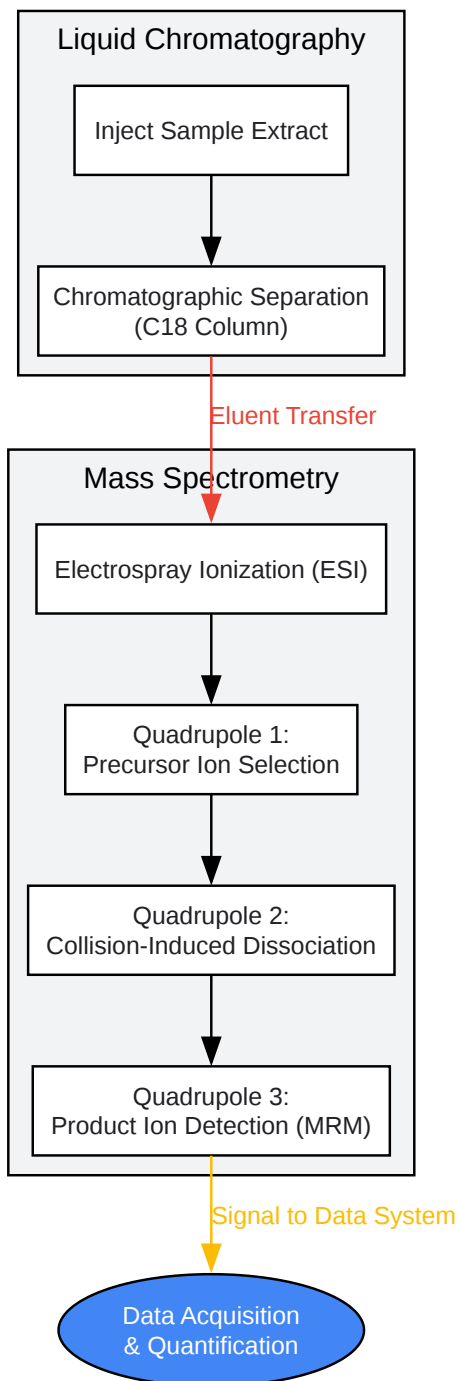 Liquid Chromatography
Inject Sample Extract
Chromatographic Separation
(C18 Column)
Eluent Transfer
Mass Spectrometry
Electrospray Ionization (ESI)
Quadrupole 1:
Precursor Ion Selection
Quadrupole 2:
Collision-Induced Dissociation
Quadrupole 3:
Product Ion Detection (MRM)
Signal to Data System
Data Acquisition
& Quantification